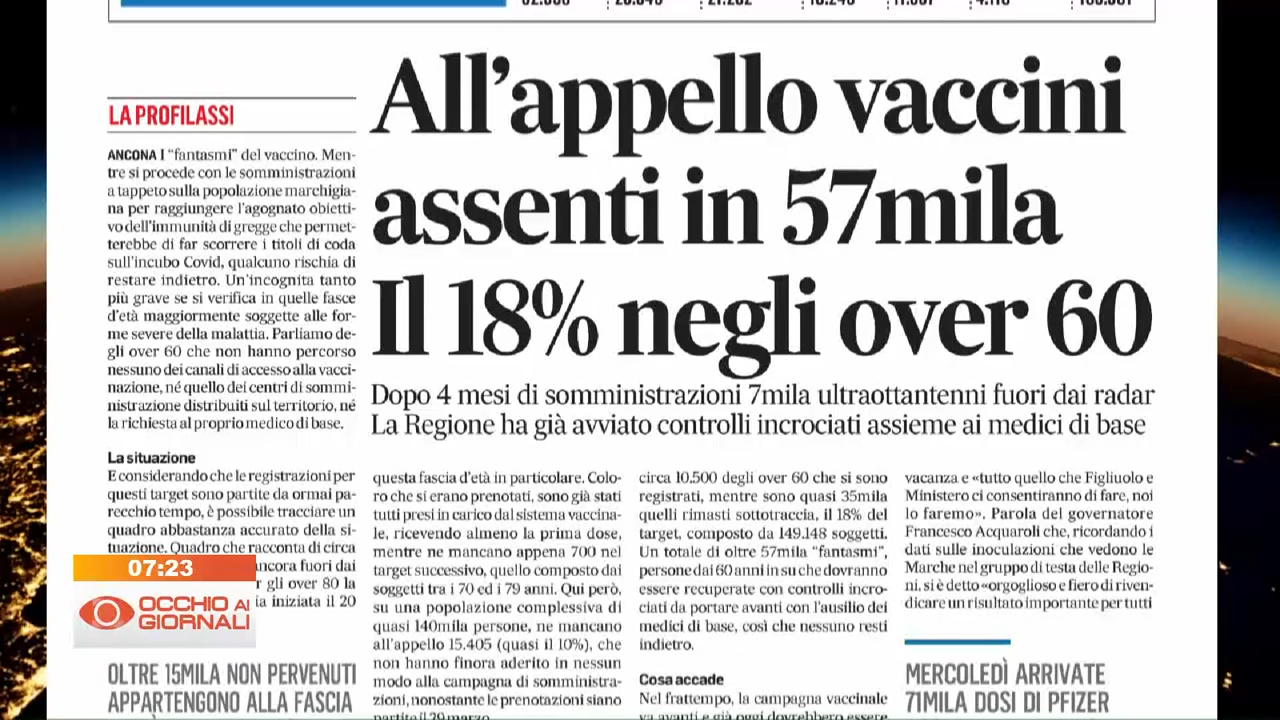 LA PROFILASSI
All'appello vaccini
assenti in 57mila
Il 18% negli over 60
Dopo 4 mesi di somministrazioni 7mila ultraottantenni fuori dai radar
La Regione ha già avviato controlli incrociati assieme ai medici di base
ANCONA I “fantasmi” del vaccino. Men-
tre si procede con le somministrazioni
a tappeto sulla popolazione marchigia-
na per raggiungere l'agognato obietti-
vo dell'immunità di gregge che permet-
terebbe di far scorrere i titoli di coda
sull'incubo Covid, qualcuno rischia di
restare indietro. Un'incognita tanto
più grave se si verifica in quelle fasce
d'età maggiormente soggette alle for-
me severe della malattia. Parliamo de-
gli over 60 che non hanno percorso
nessuno dei canali di accesso alla vacci-
nazione, né quello dei centri di sommi-
nistrazione distribuiti sul territorio, né
la richiesta al proprio medico di base.
La situazione
E considerando che le registrazioni per
questi target sono partite da ormai pa-
recchio tempo, è possibile tracciare un
quadro abbastanza accurato della si-
tuazione. Quadro che racconta di circa
ancora fuori dai
gli over 80 la
iniziata il 20
07:23
OCCHIO AI
GIORNALI
OLTRE 15MILA NON PERVENUTI
APPARTENGONO ALLA FASCIA
questa fascia d'età in particolare. Colo-
ro che si erano prenotati, sono già stati
tutti presi in carico dal sistema vaccina-
le, ricevendo almeno la prima dose,
mentre ne mancano appena 700 nel
target successivo, quello composto dai
soggetti tra i 70 ed i 79 anni. Qui però,
su una popolazione complessiva di
quasi 140mila persone, ne mancano
all'appello 15.405 (quasi il 10%), che
non hanno finora aderito in nessun
modo alla campagna di somministra-
zioni, nonostante le prenotazioni siano
partite il 29 marzo.
circa 10.500 degli over 60 che si sono
registrati, mentre sono quasi 35mila
quelli rimasti sottotraccia, il 18% del
target, composto da 149.148 soggetti.
Un totale di oltre 57mila “fantasmi”,
persone dai 60 anni in su che dovranno
essere recuperate con controlli incro-
ciati da portare avanti con l'ausilio dei
medici di base, così che nessuno resti
indietro.
Cosa accade
Nel frattempo, la campagna vaccinale
va avanti e già oggi dovrebbero essere
vacanza e «tutto quello che Figliuolo e
Ministero ci consentiranno di fare, noi
lo faremo». Parola del governatore
Francesco Acquaroli che, ricordando i
dati sulle inoculazioni che vedono le
Marche nel gruppo di testa delle Regio-
ni, si è detto «orgoglioso e fiero di riven-
dicare un risultato importante per tutti
MERCOLEDÌ ARRIVATE
71MILA DOSI DI PFIZER